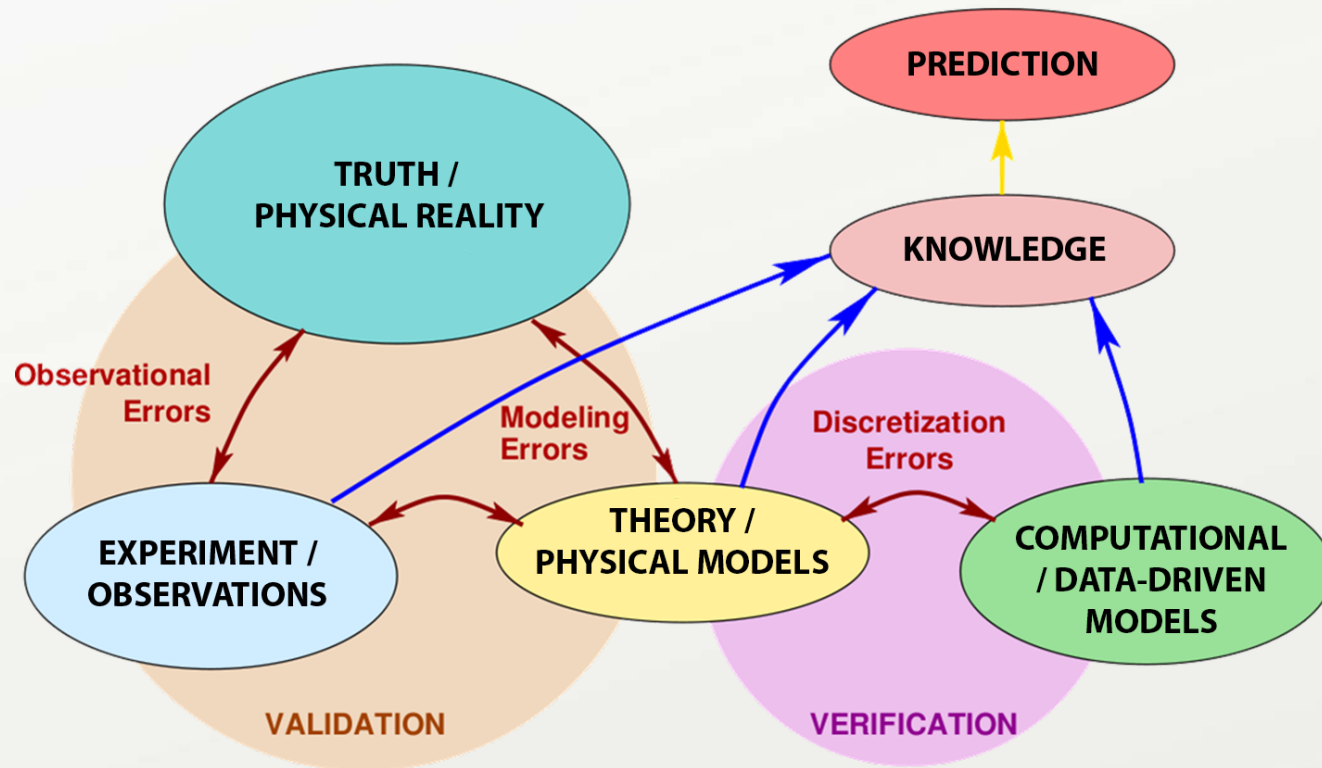 PREDICTION
TRUTH /
PHYSICAL REALITY
KNOWLEDGE
Observational
Errors
Modeling
Errors
Discretization
Errors
EXPERIMENT /
OBSERVATIONS
THEORY /
PHYSICAL MODELS
COMPUTATIONAL
/ DATA-DRIVEN
MODELS
VALIDATION
VERIFICATION